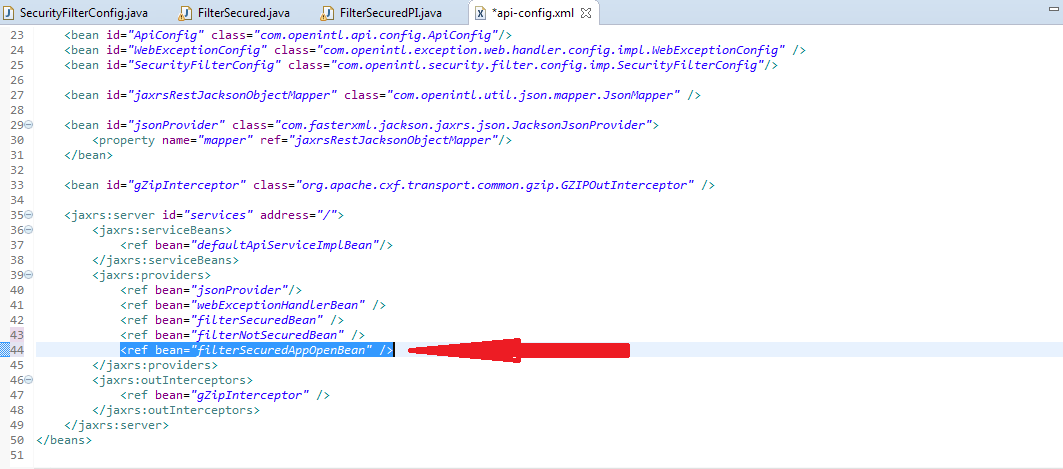 SecurityFilterConfig.java FilterSecured.java FilterSecuredPI.java *api-config.xml
23 <bean id="ApiConfig" class="com.openintl.api.config.ApiConfig"/>
24 <bean id="WebExceptionConfig" class="com.openintl.exception.web.handler.config.impl.WebExceptionConfig" />
25 <bean id="SecurityFilterConfig" class="com.openintl.security.filter.config.imp.SecurityFilterConfig"/>
26
27 <bean id="jaxrsRestJacksonObjectMapper" class="com.openintl.util.json.mapper.JsonMapper" />
28
29 <bean id="jsonProvider" class="com.fasterxml.jackson.jaxrs.json.JacksonJsonProvider">
30 <property name="mapper" ref="jaxrsRestJacksonObjectMapper"/>
31 </bean>
32
33 <bean id="gZipInterceptor" class="org.apache.cxf.transport.common.gzip.GZIPOutInterceptor" />
34
35 <jaxrs:server id="services" address="/">
36 <jaxrs:serviceBeans>
37 <ref bean="defaultApiServiceImplBean"/>
38 </jaxrs:serviceBeans>
39 <jaxrs:providers>
40 <ref bean="jsonProvider"/>
41 <ref bean="webExceptionHandlerBean" />
42 <ref bean="filterSecuredBean" />
43 <ref bean="filterNotSecuredBean" />
44 <ref bean="filterSecuredAppOpenBean" />
45 </jaxrs:providers>
46 <jaxrs:outInterceptors>
47 <ref bean="gZipInterceptor" />
48 </jaxrs:outInterceptors>
49 </jaxrs:server>
50 </beans>
51